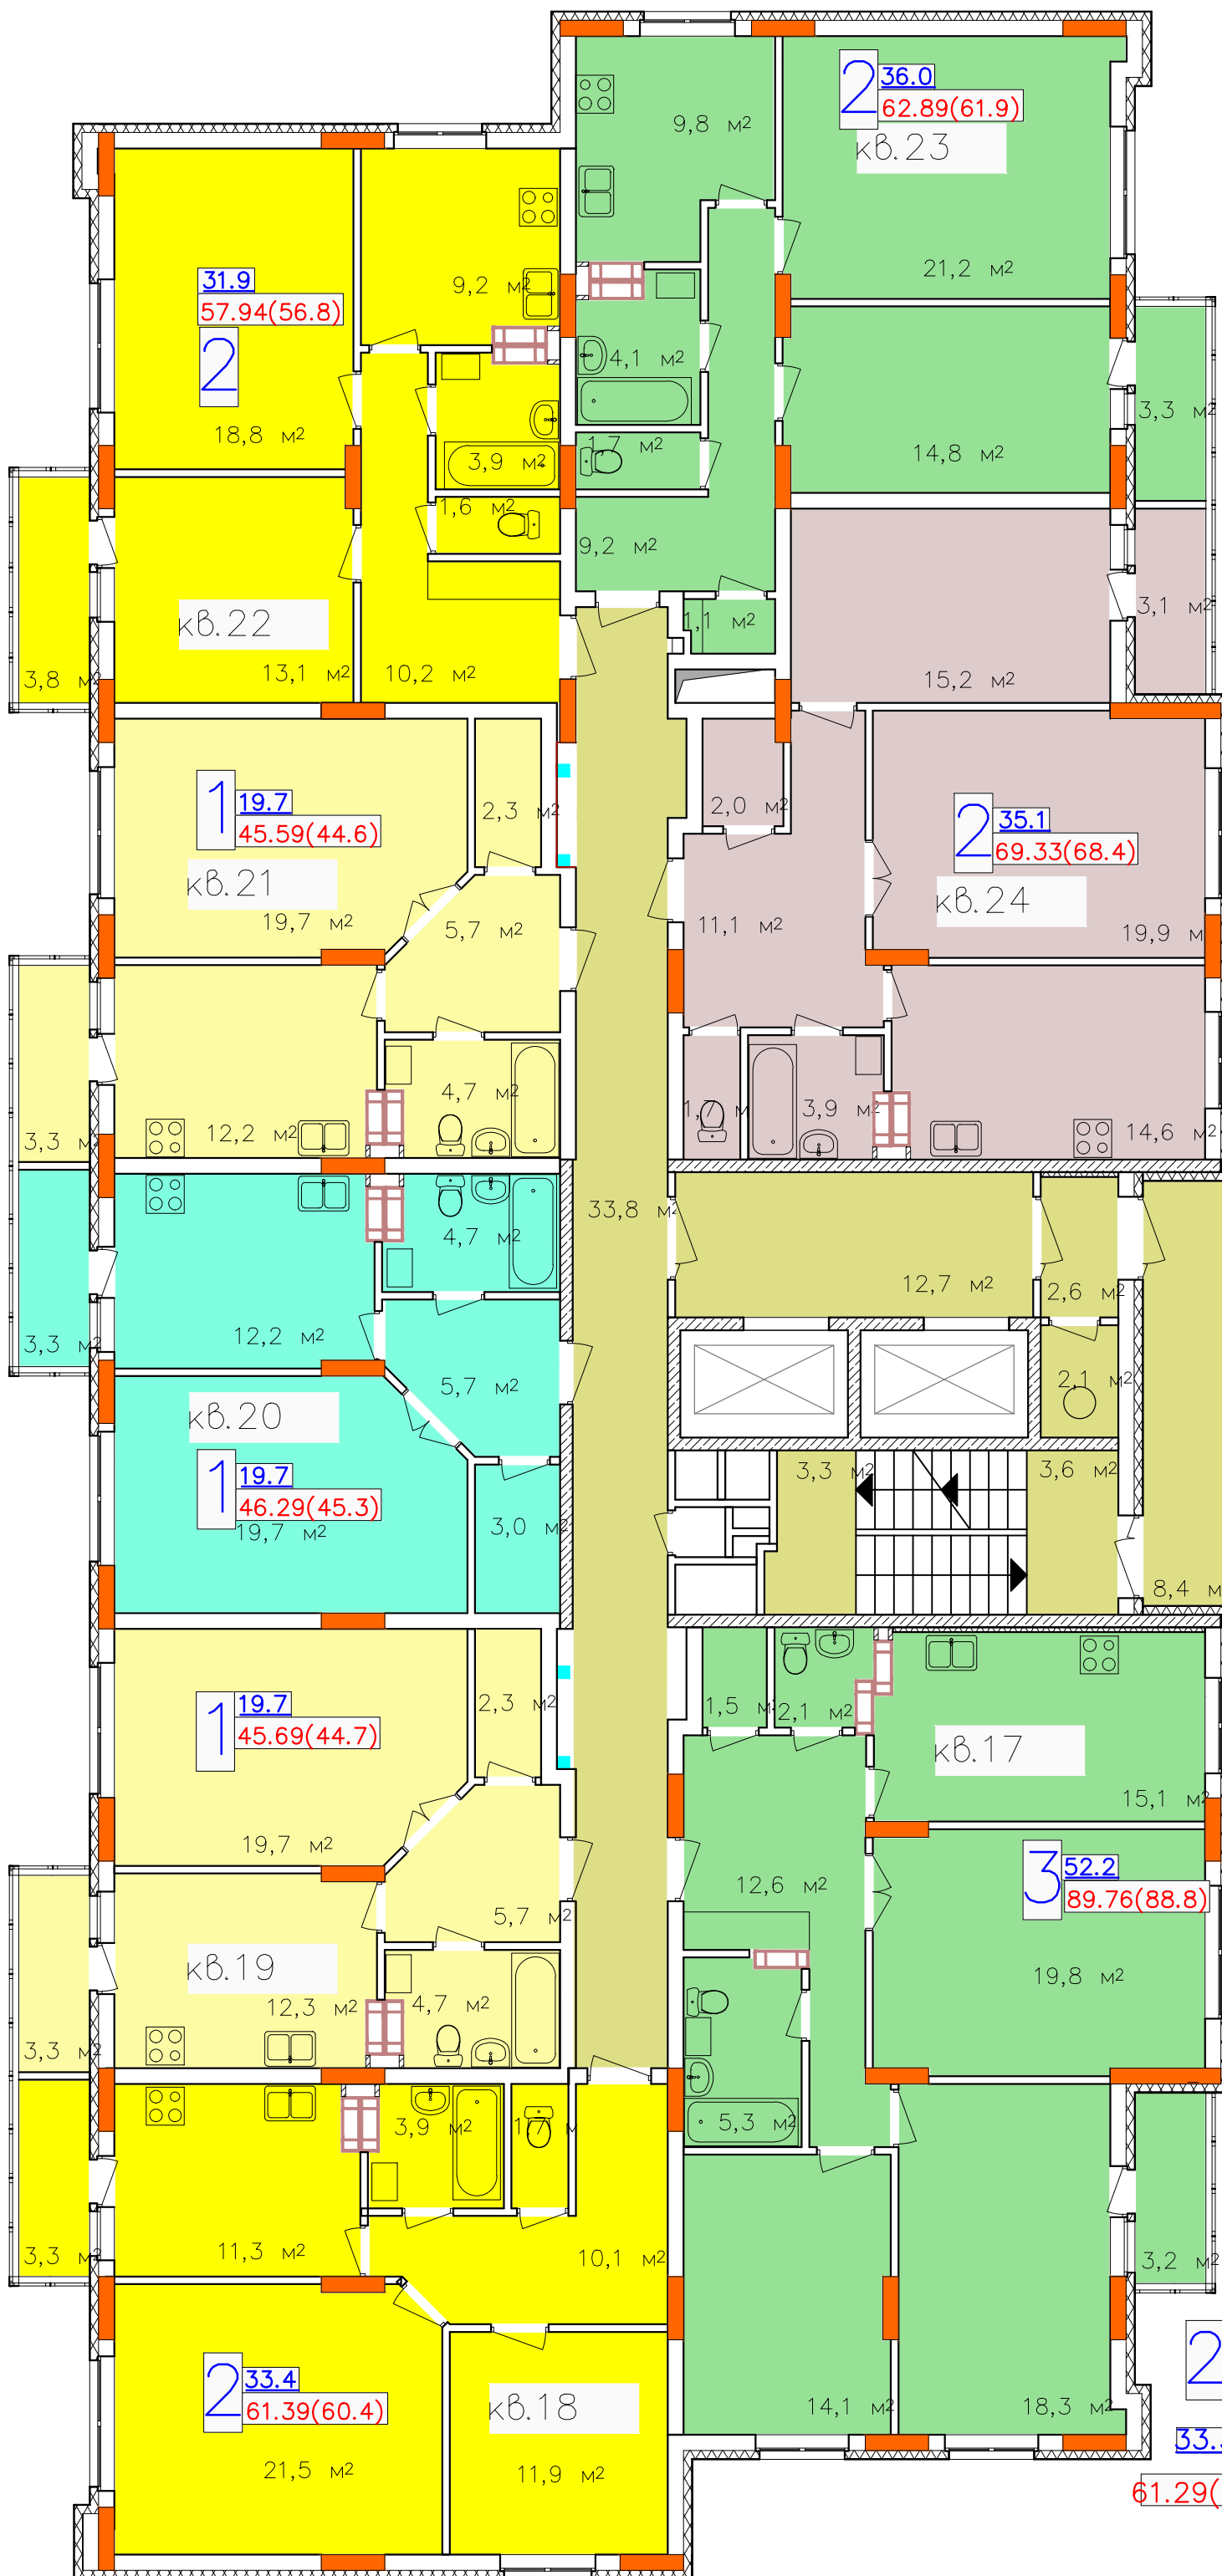 2 36.0
62.89(61.9)
кв.23
9,8 м²
21,2 м²
4,1 м²
1,7 м²
14,8 м²
3,3 м²
9,2 м²
1,1 м²
31.9
57.94(56.8)
2
9,2 м²
18,8 м²
3,9 м²
1,6 м²
кв.22
3,8 м²
13,1 м²
10,2 м²
3,1 м²
15,2 м²
1 19.7
45.59(44.6)
кв.21
2,3 м²
19,7 м²
5,7 м²
4,7 м²
12,2 м²
3,3 м²
2,0 м²
2 35.1
69.33(68.4)
кв.24
11,1 м²
19,9 м
1,7 м
3,9 м²
14,6 м²
33,8 м²
12,7 м²
2,6 м²
2,1 м²
3,3 м²
3,6 м²
8,4 м
4,7 м²
12,2 м²
3,3 м²
5,7 м²
кв.20
1 19.7
46.29(45.3)
19,7 м²
3,0 м²
1 19.7
45.69(44.7)
2,3 м²
19,7 м²
5,7 м²
кв.19
12,3 м²
4,7 м²
3,3 м²
1,5 м²
2,1 м²
кв.17
15,1 м²
3 52.2
89.76(88.8)
12,6 м²
19,8 м²
5,3 м²
3,2 м²
14,1 м²
18,3 м²
3,9 м²
1,7 м
3,3 м²
11,3 м²
10,1 м²
2 33.4
61.39(60.4)
кв.18
21,5 м²
11,9 м²
2
33.
61.29(